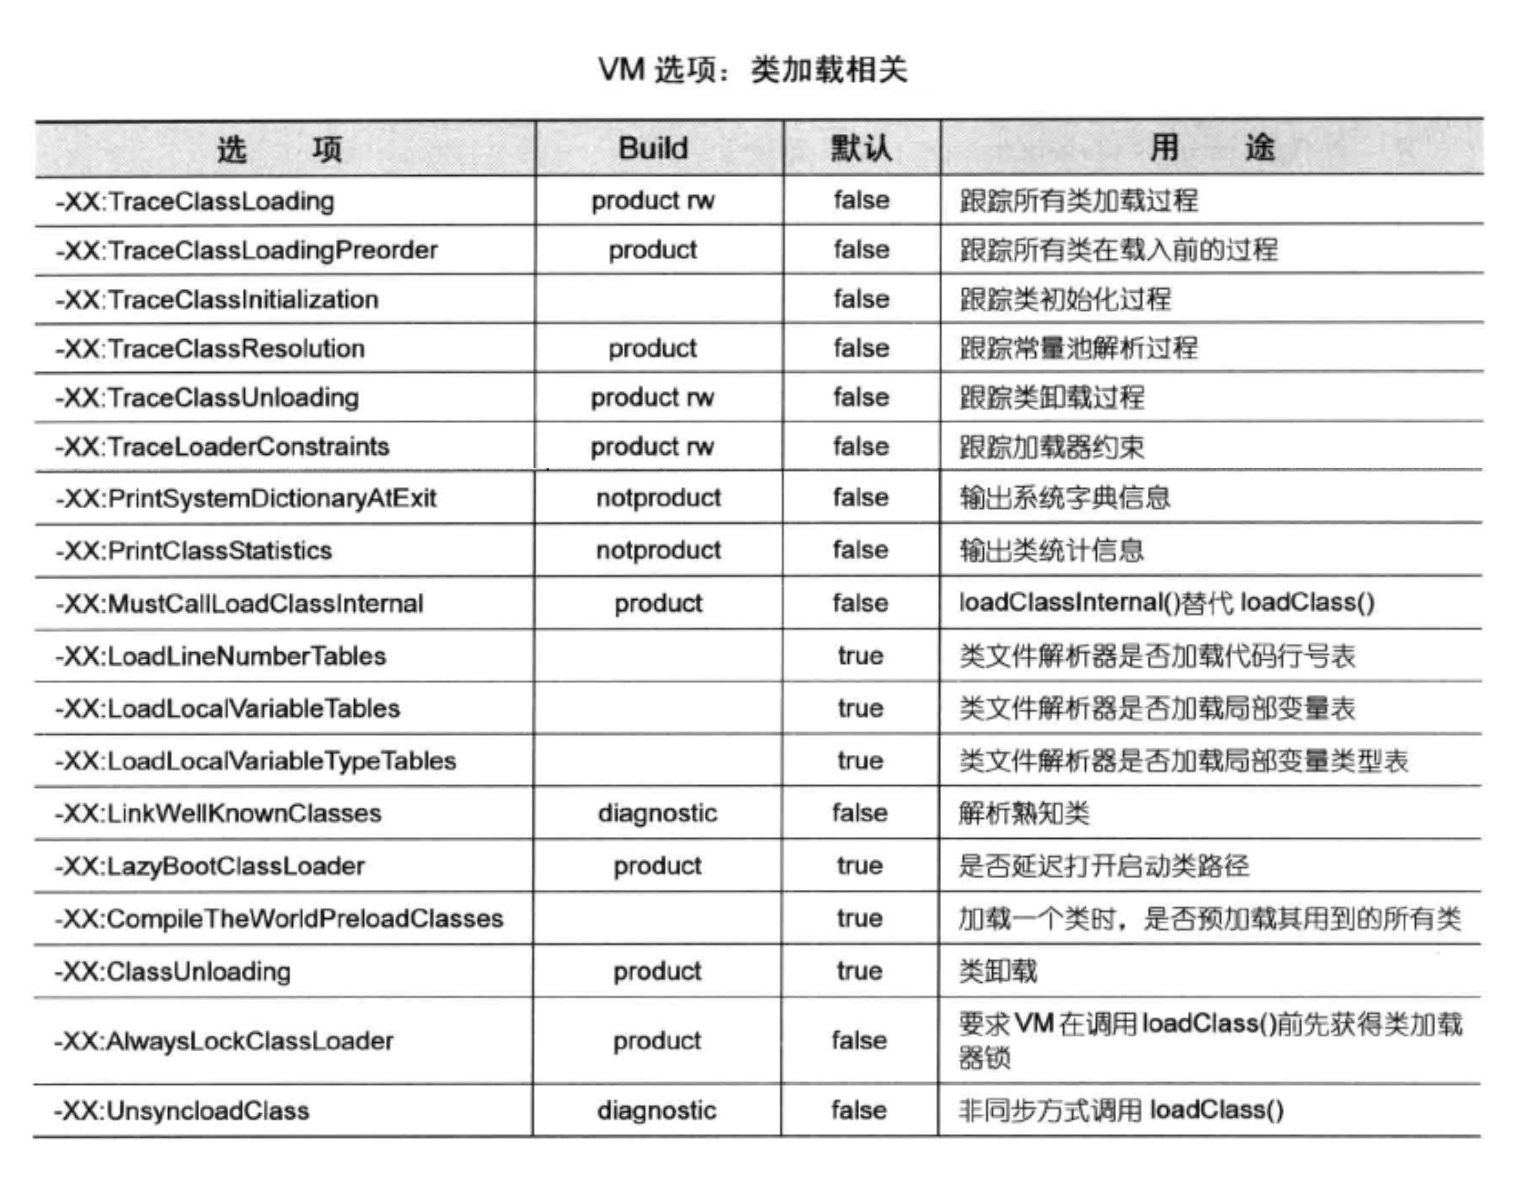 VM 选项：类加载相关
选 项 Build 默认 用 途
-XX:TraceClassLoading product rw false 跟踪所有类加载过程
-XX:TraceClassLoadingPreorder product false 跟踪所有类在载入前的过程
-XX:TraceClassInitialization false 跟踪类初始化过程
-XX:TraceClassResolution product false 跟踪常量池解析过程
-XX:TraceClassUnloading product rw false 跟踪类卸载过程
-XX:TraceLoaderConstraints product rw false 跟踪加载器约束
-XX:PrintSystemDictionaryAtExit notproduct false 输出系统字典信息
-XX:PrintClassStatistics notproduct false 输出类统计信息
-XX:MustCallLoadClassInternal product false loadClassInternal()替代 loadClass()
-XX:LoadLineNumberTables true 类文件解析器是否加载代码行号表
-XX:LoadLocalVariableTables true 类文件解析器是否加载局部变量表
-XX:LoadLocalVariableTypeTables true 类文件解析器是否加载局部变量类型表
-XX:LinkWellKnownClasses diagnostic false 解析熟知类
-XX:LazyBootClassLoader product true 是否延迟打开启动类路径
-XX:CompileTheWorldPreloadClasses true 加载一个类时，是否预加载其用到的所有类
-XX:ClassUnloading product true 类卸载
-XX:AlwaysLockClassLoader product false 要求 VM 在调用 loadClass()前先获得类加载
器锁
-XX:UnsyncloadClass diagnostic false 非同步方式调用 loadClass()